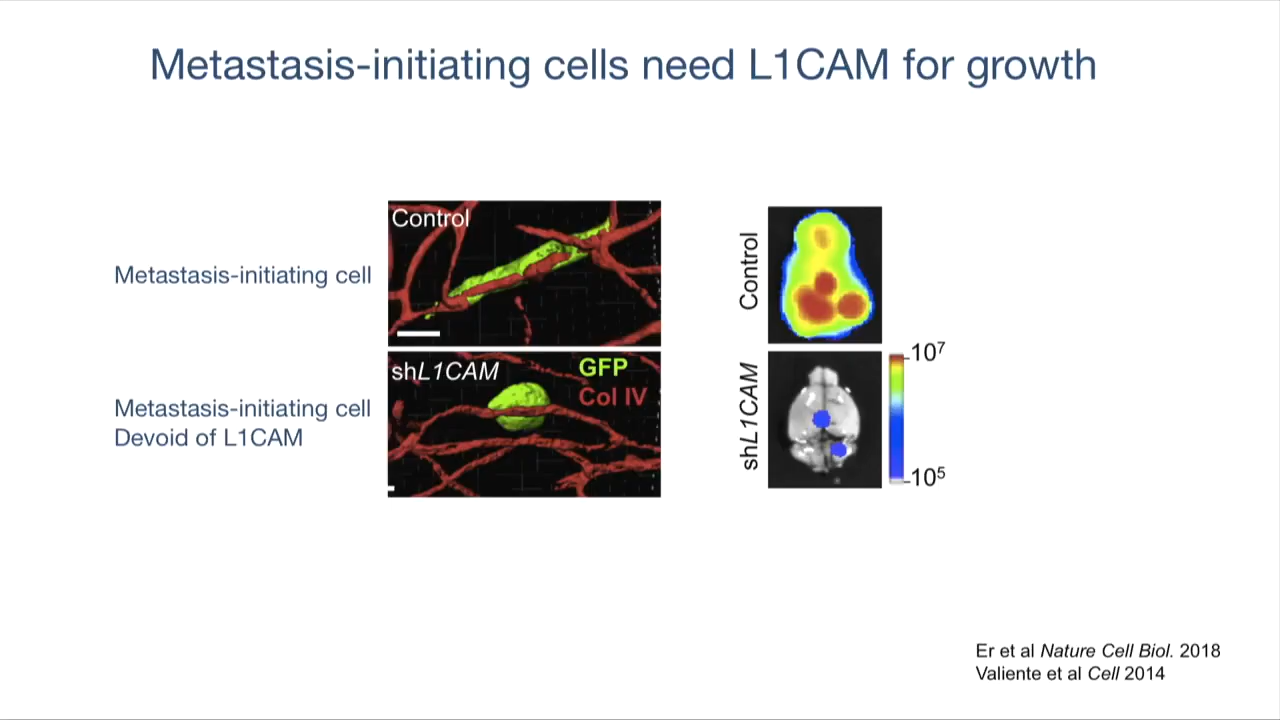 Metastasis-initiating cells need L1CAM for growth
Metastasis-initiating cell
Control
Metastasis-initiating cell
Devoid of L1CAM
shL1CAM
GFP
Col IV
Control
shL1CAM
10⁷
10⁵
Er et al Nature Cell Biol. 2018
Valiente et al Cell 2014